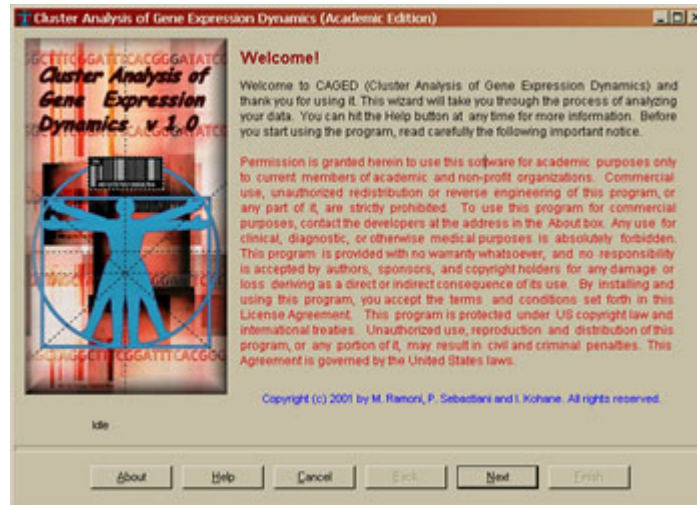 Cluster Analysis of Gene Expression Dynamics (Academic Edition)
Cluster Analysis of
Gene Expression
Dynamics v 1.0
Welcome!
Welcome to CAGED (Cluster Analysis of Gene Expression Dynamics) and
thank you for using it. This wizard will take you through the process of analyzing
your data. You can hit the Help button at any time for more information. Before
you start using the program, read carefully the following important notice.
Permission is granted herein to use this software for academic purposes only
to current members of academic and non-profit organizations. Commercial
use, unauthorized redistribution or reverse engineering of this program, or
any part of it, are strictly prohibited. To use this program for commercial
purposes, contact the developers at the address in the About box. Any use for
clinical, diagnostic, or otherwise medical purposes is absolutely forbidden.
This program is provided with no warranty whatsoever, and no responsibility
is accepted by authors, sponsors, and copyright holders for any damage or
loss deriving as a direct or indirect consequence of its use. By installing and
using this program, you accept the terms and conditions set forth in this
License Agreement. This program is protected under US copyright law and
international treaties. Unauthorized use, reproduction and distribution of this
program, or any portion of it, may result in civil and criminal penalties. This
Agreement is governed by the United States laws.
Copyright (c) 2001 by M. Ramoni, P. Sebastiani and I. Kohane. All rights reserved.
Idle
About Help Cancel Back Next Finish